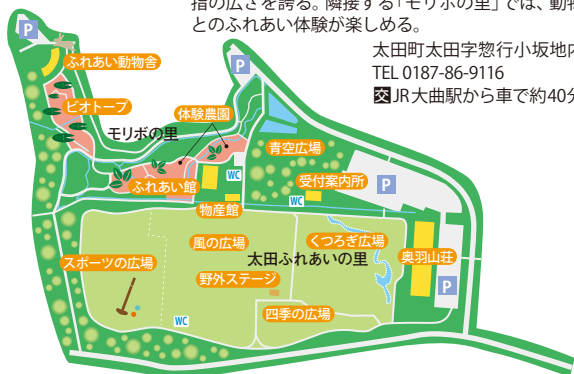 指の広さを誇る。隣接する「モリボの里」では、動物
とのふれあい体験が楽しめる。
太田町太田字惣行小坂地内
TEL 0187-86-9116
交JR大曲駅から車で約40分
P
ふれあい動物舎
P
ビオトープ
体験農園
モリボの里
青空広場
WC
受付案内所
P
ふれあい館
WC
物産館
風の広場
くつろぎ広場
太田ふれあいの里
奥羽山荘
スポーツの広場
野外ステージ
P
四季の広場
WC